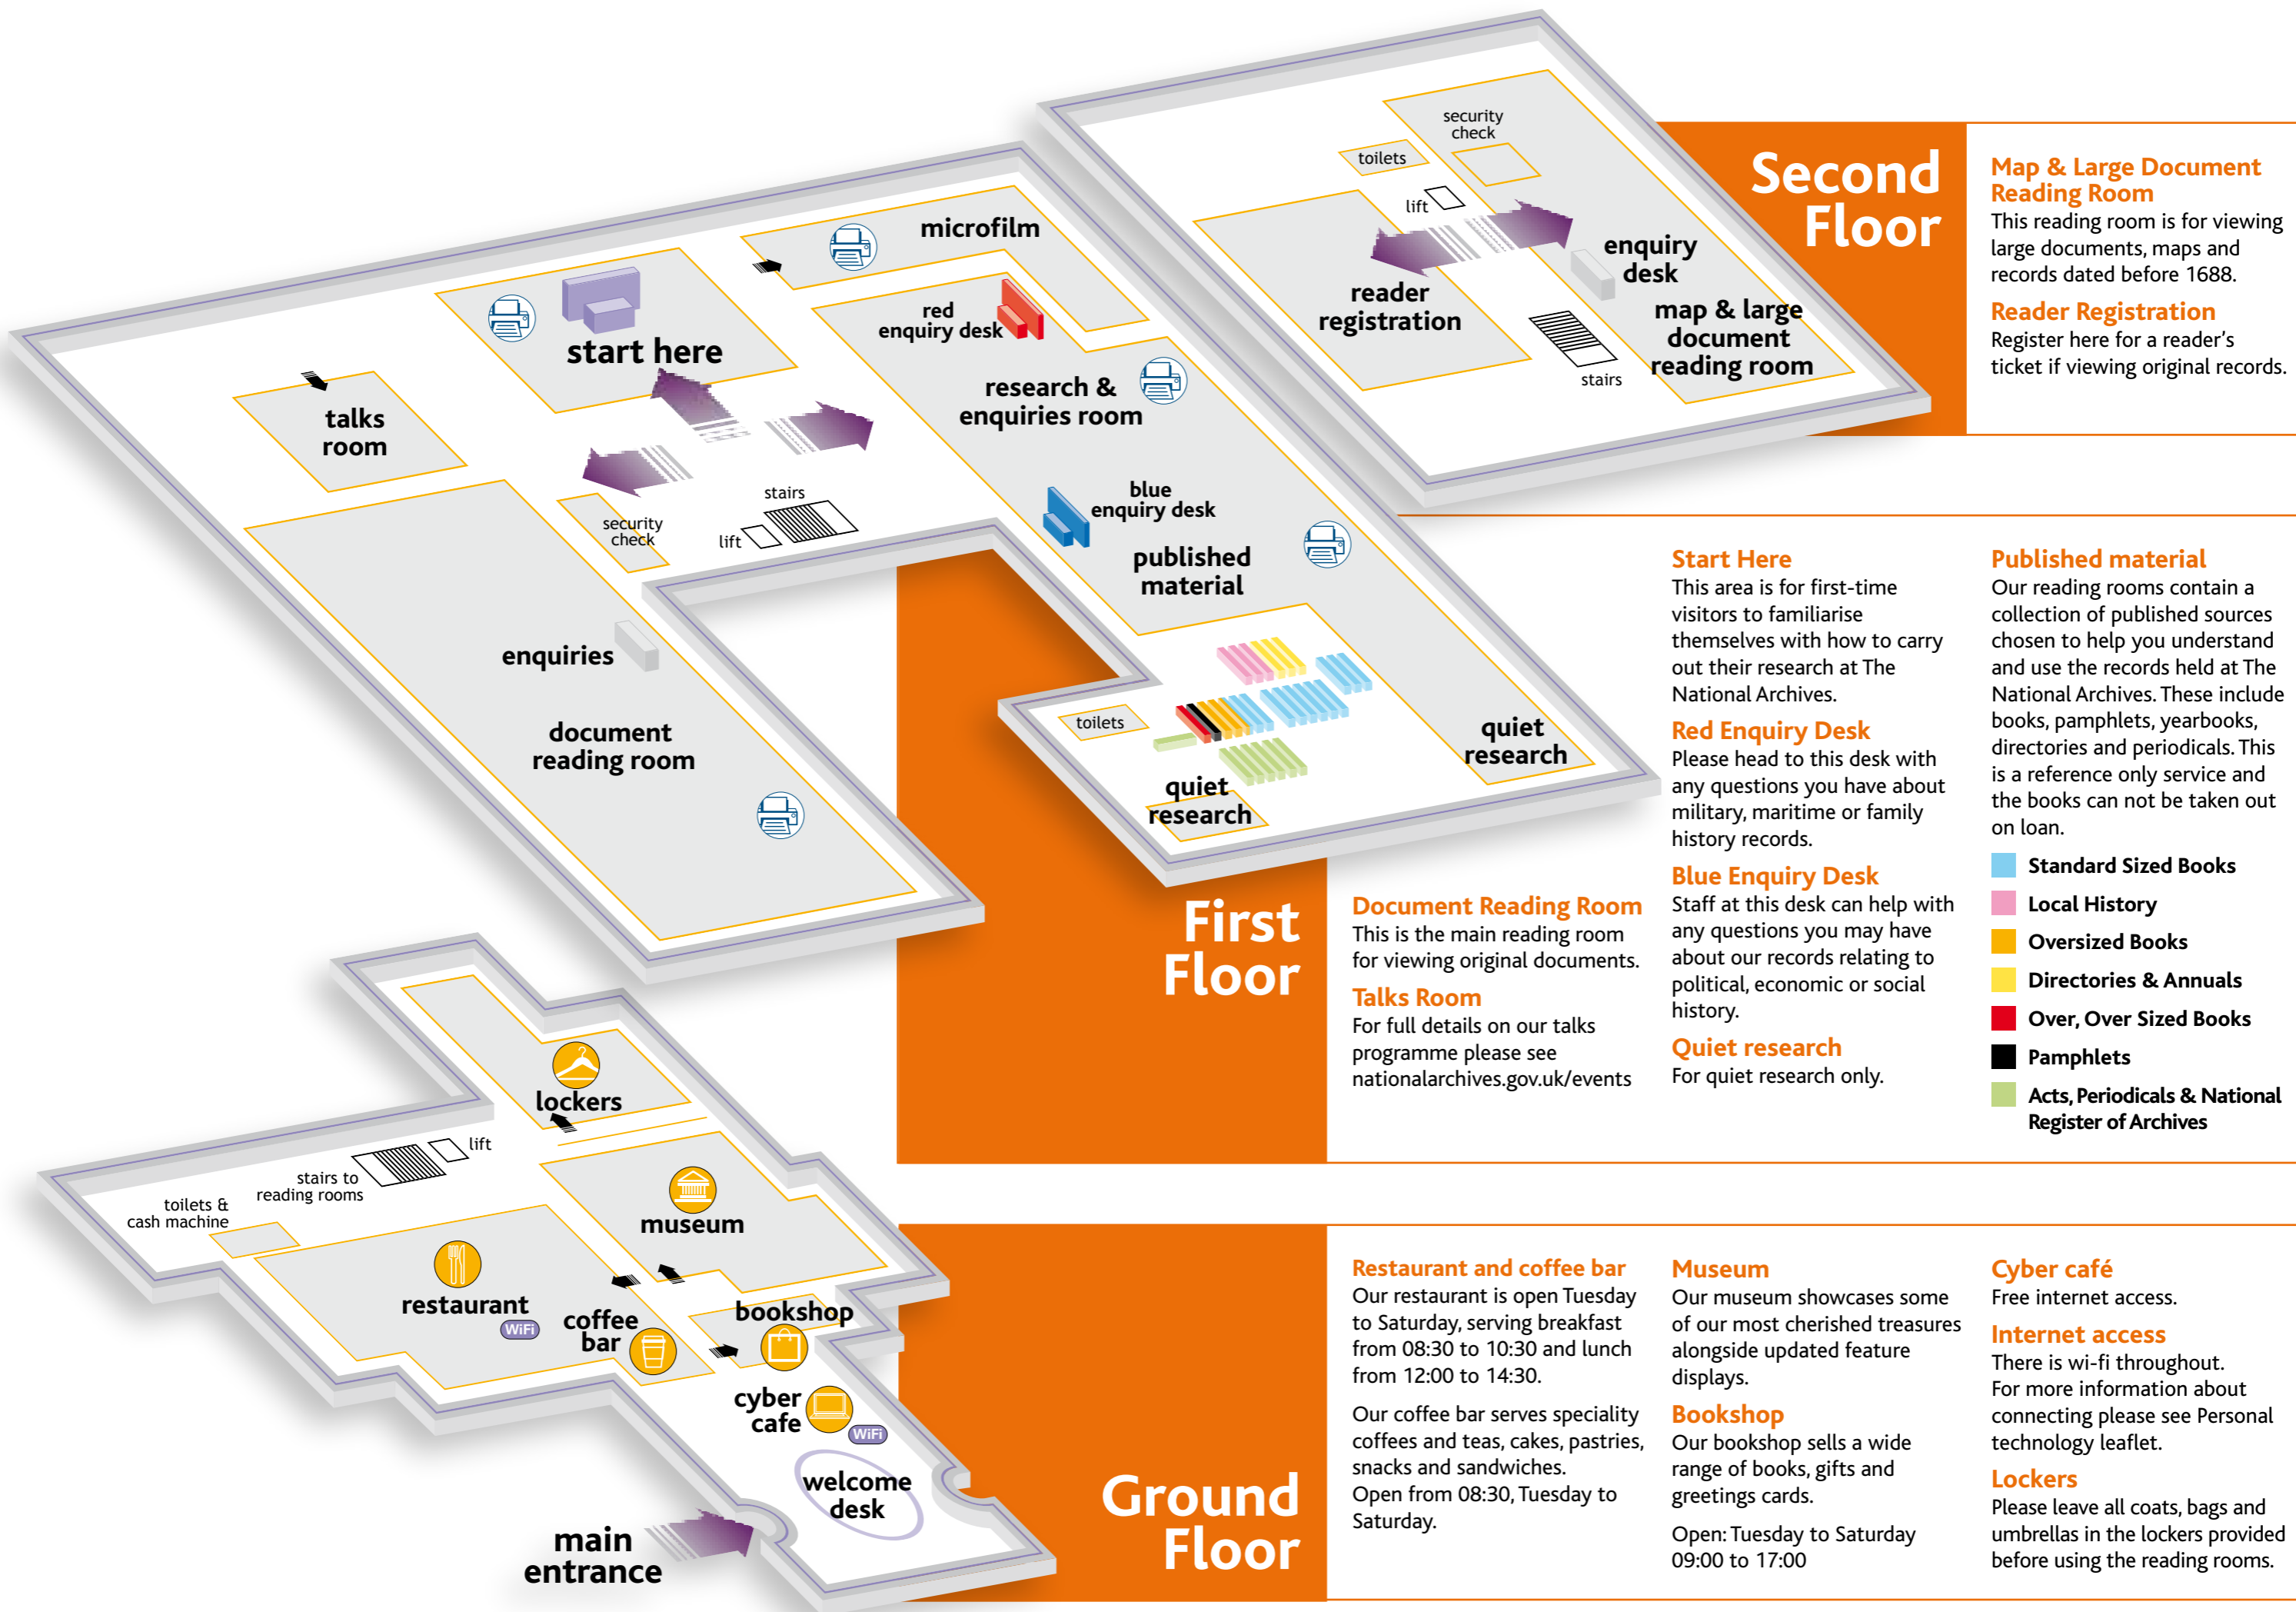 security
check
toilets
lift
enquiry
desk
reader
registration
map & large
document
reading room
stairs
Second
Floor
Map & Large Document
Reading Room
This reading room is for viewing
large documents, maps and
records dated before 1688.
Reader Registration
Register here for a reader's
ticket if viewing original records.
microfilm
red
enquiry desk
start here
research &
enquiries room
talks
room
stairs
security
check
lift
blue
enquiry desk
published
material
enquiries
document
reading room
toilets
quiet
research
quiet
research
First
Floor
Document Reading Room
This is the main reading room
for viewing original documents.
Talks Room
For full details on our talks
programme please see
nationalarchives.gov.uk/events
Start Here
This area is for first-time
visitors to familiarise
themselves with how to carry
out their research at The
National Archives.
Red Enquiry Desk
Please head to this desk with
any questions you have about
military, maritime or family
history records.
Blue Enquiry Desk
Staff at this desk can help with
any questions you may have
about our records relating to
political, economic or social
history.
Quiet research
For quiet research only.
Published material
Our reading rooms contain a
collection of published sources
chosen to help you understand
and use the records held at The
National Archives. These include
books, pamphlets, yearbooks,
directories and periodicals. This
is a reference only service and
the books can not be taken out
on loan.
Standard Sized Books
Local History
Oversized Books
Directories & Annuals
Over, Over Sized Books
Pamphlets
Acts, Periodicals & National
Register of Archives
lockers
lift
stairs to
reading rooms
toilets &
cash machine
museum
restaurant
WiFi
coffee
bar
bookshop
cyber
cafe
WiFi
welcome
desk
main
entrance
Ground
Floor
Restaurant and coffee bar
Our restaurant is open Tuesday
to Saturday, serving breakfast
from 08:30 to 10:30 and lunch
from 12:00 to 14:30.
Our coffee bar serves speciality
coffees and teas, cakes, pastries,
snacks and sandwiches.
Open from 08:30, Tuesday to
Saturday.
Museum
Our museum showcases some
of our most cherished treasures
alongside updated feature
displays.
Bookshop
Our bookshop sells a wide
range of books, gifts and
greetings cards.
Open: Tuesday to Saturday
09:00 to 17:00
Cyber café
Free internet access.
Internet access
There is wi-fi throughout.
For more information about
connecting please see Personal
technology leaflet.
Lockers
Please leave all coats, bags and
umbrellas in the lockers provided
before using the reading rooms.